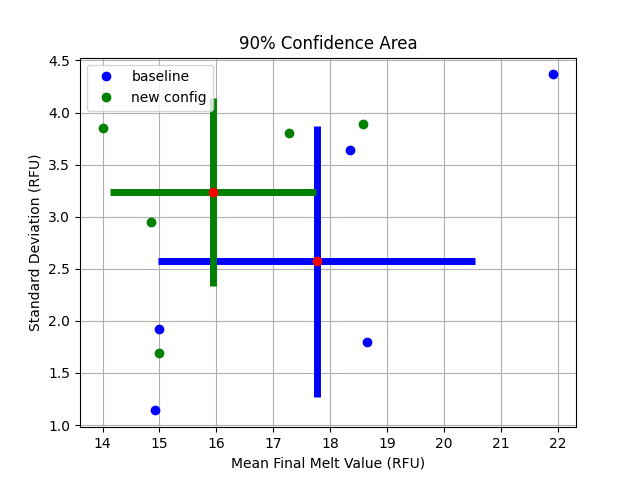 90% Confidence Area
baseline
new config
4.5
4.0
3.5
3.0
2.5
2.0
1.5
1.0
Standard Deviation (RFU)
14 15 16 17 18 19 20 21 22
Mean Final Melt Value (RFU)